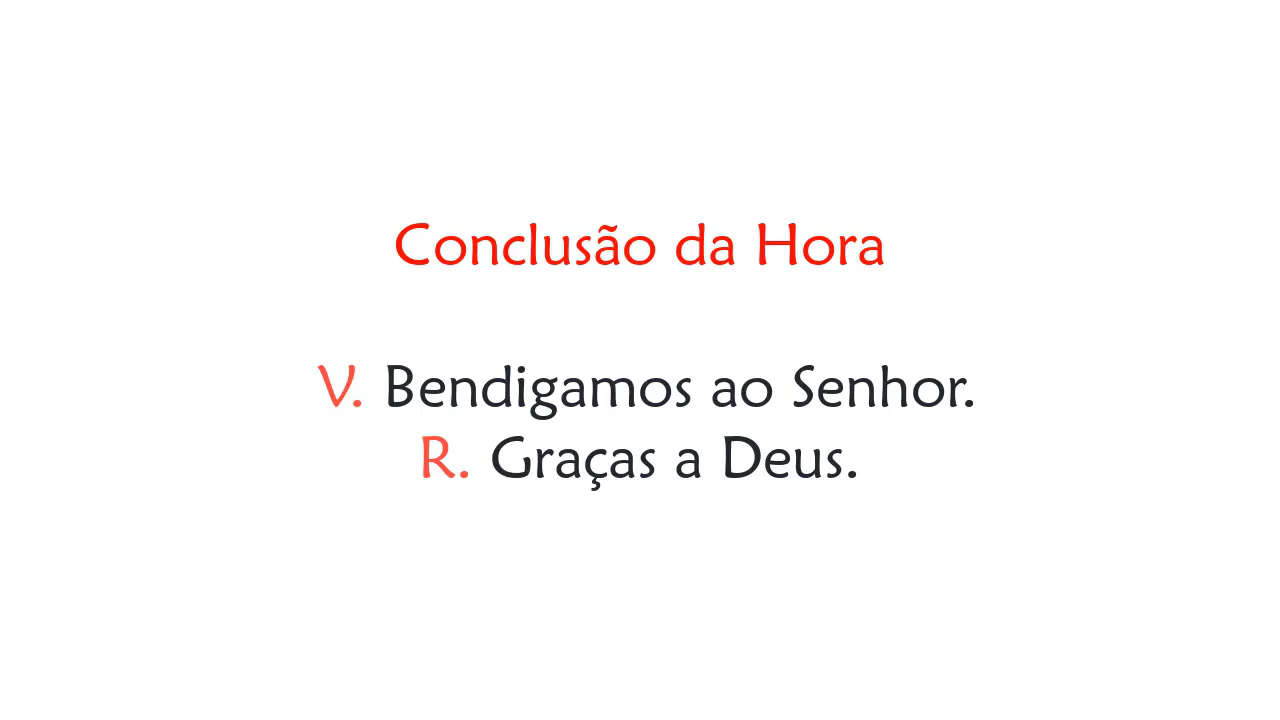 Conclusão da Hora
V. Bendigamos ao Senhor.
R. Graças a Deus.